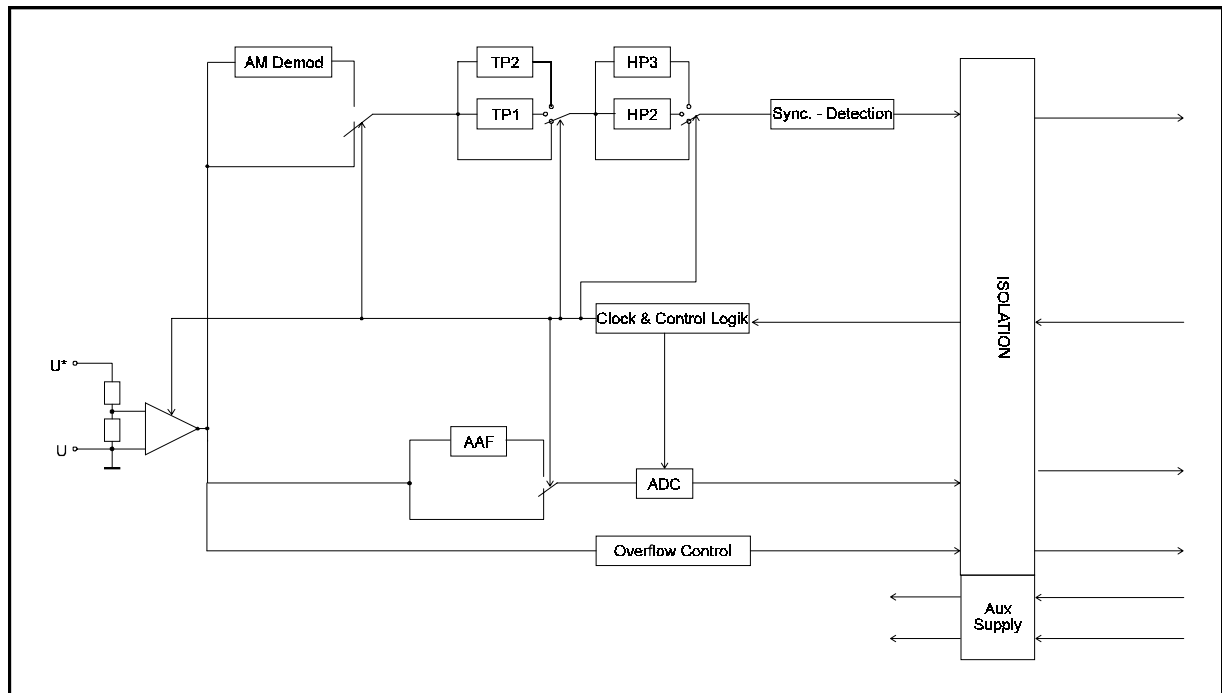 AM Demod
TP2
HP3
TP1
HP2
Sync. - Detection
ISOLATION
Clock & Control Logik
U*
U
AAF
ADC
Overflow Control
Aux
Supply